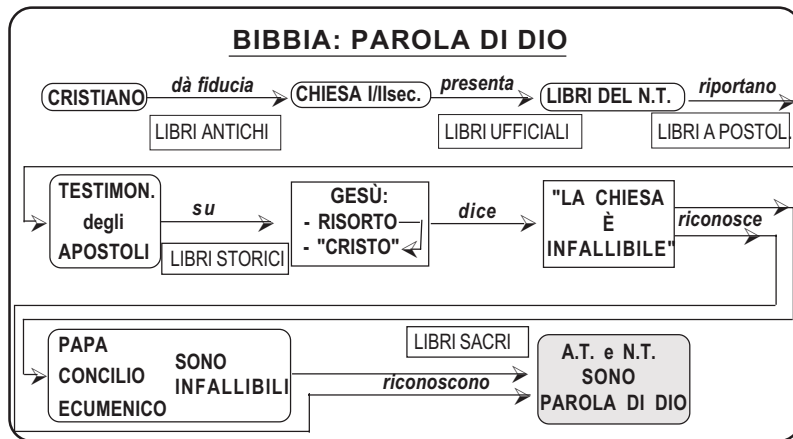 BIBBIA: PAROLA DI DIO
CRISTIANO dà fiducia CHIESA I/IIsec. presenta LIBRI DEL N.T. riportano
LIBRI ANTICHI LIBRI UFFICIALI LIBRI A POSTOL.
TESTIMON.
degli
APOSTOLI
su
LIBRI STORICI
GESÙ:
- RISORTO
- "CRISTO"
dice
"LA CHIESA
È
INFALLIBILE"
riconosce
PAPA
CONCILIO
ECUMENICO
SONO
INFALLIBILI
LIBRI SACRI
riconoscono
A.T. e N.T.
SONO
PAROLA DI DIO